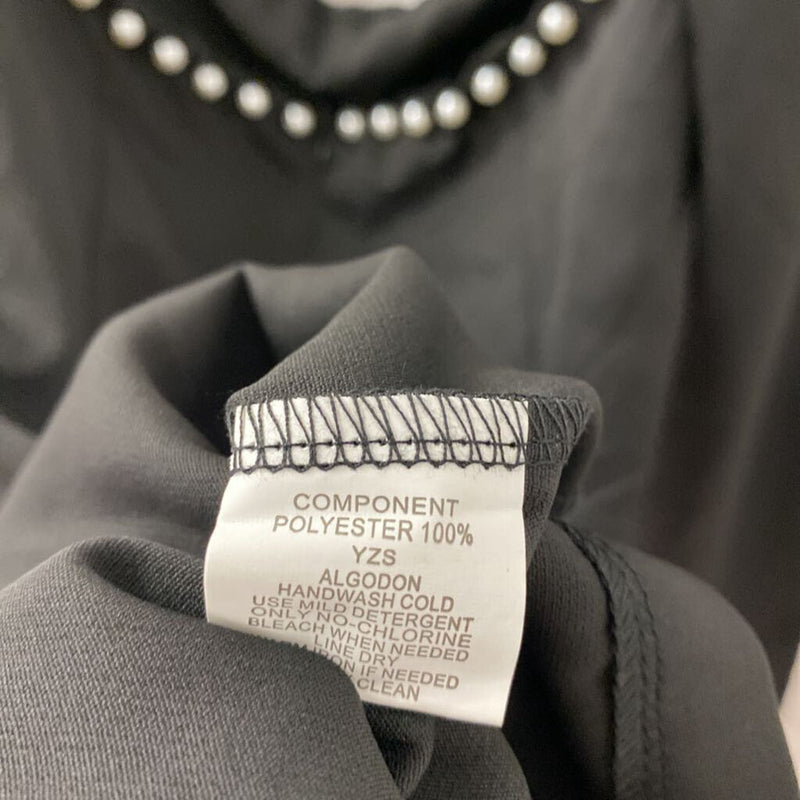 COMPONENT
POLYESTER 100%
YZS
ALGODON
HANDWASH COLD
USE MILD DETERGENT
ONLY NO-CHLORINE
BLEACH WHEN NEEDED
LINE DRY
IF NEEDED
CLEAN